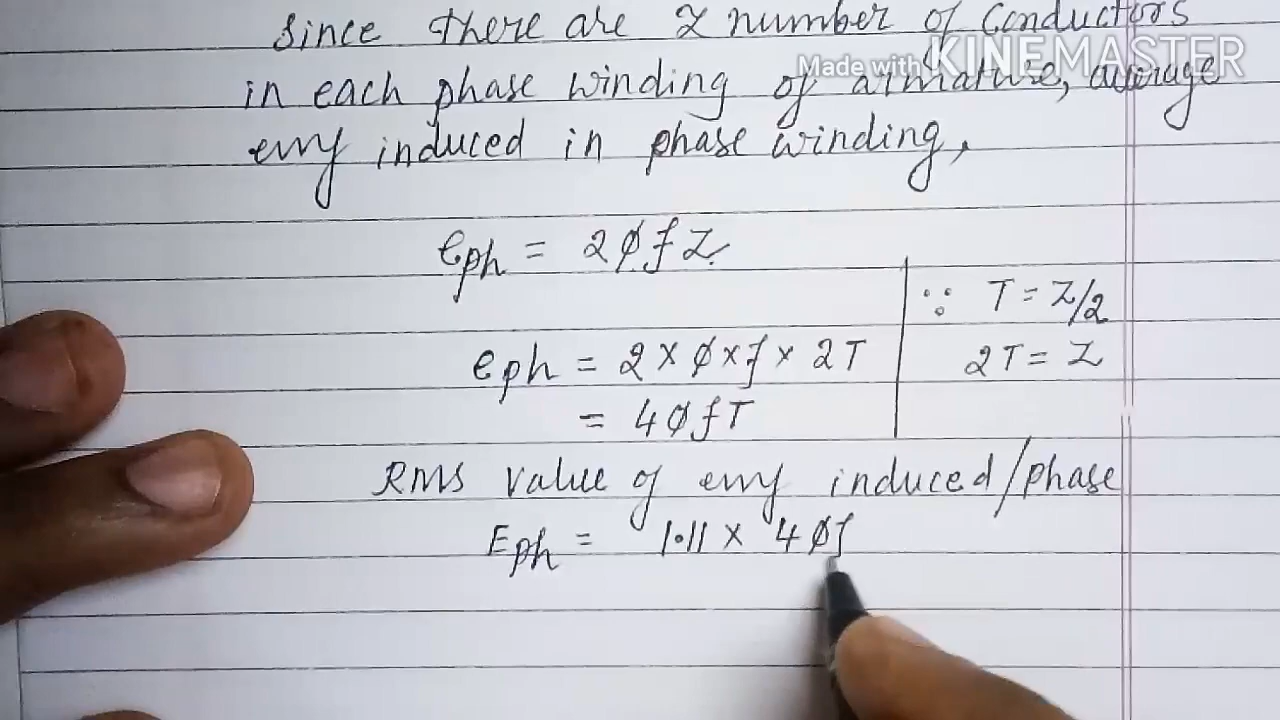 Since there are Z number of Conductors
Made with KINEMASTER
in each phase winding of armature, average
emf induced in phase winding,
eph = 2φfZ
∵ T = Z/2
eph = 2 × φ × f × 2T
2T = Z
= 4φfT
RMS value of emf induced/phase
Eph = 1.11 × 4φf